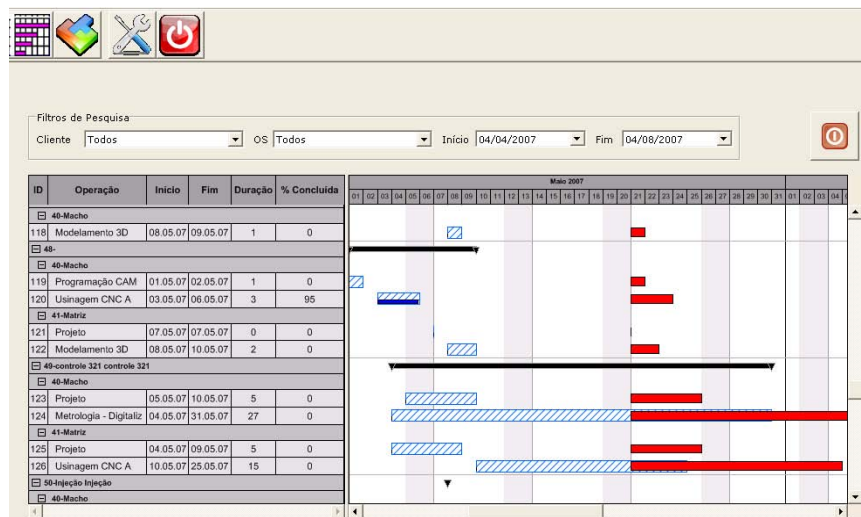 Filtros de Pesquisa
Cliente Todos OS Todos Início 04/04/2007 Fim 04/08/2007
Maio 2007
ID Operação Início Fim Duração % Concluída 01 02 03 04 05 06 07 08 09 10 11 12 13 14 15 16 17 18 19 20 21 22 23 24 25 26 27 28 29 30 31 01 02 03 04
40-Macho
118 Modelamento 3D 08.05.07 09.05.07 1 0
48-
40-Macho
119 Programação CAM 01.05.07 02.05.07 1 0
120 Usinagem CNC A 03.05.07 06.05.07 3 95
41-Matriz
121 Projeto 07.05.07 07.05.07 0 0
122 Modelamento 3D 08.05.07 10.05.07 2 0
49-controle 321 controle 321
40-Macho
123 Projeto 05.05.07 10.05.07 5 0
124 Metrologia - Digitaliz 04.05.07 31.05.07 27 0
41-Matriz
125 Projeto 04.05.07 09.05.07 5 0
126 Usinagem CNC A 10.05.07 25.05.07 15 0
50-Injeção Injeção
40-Macho